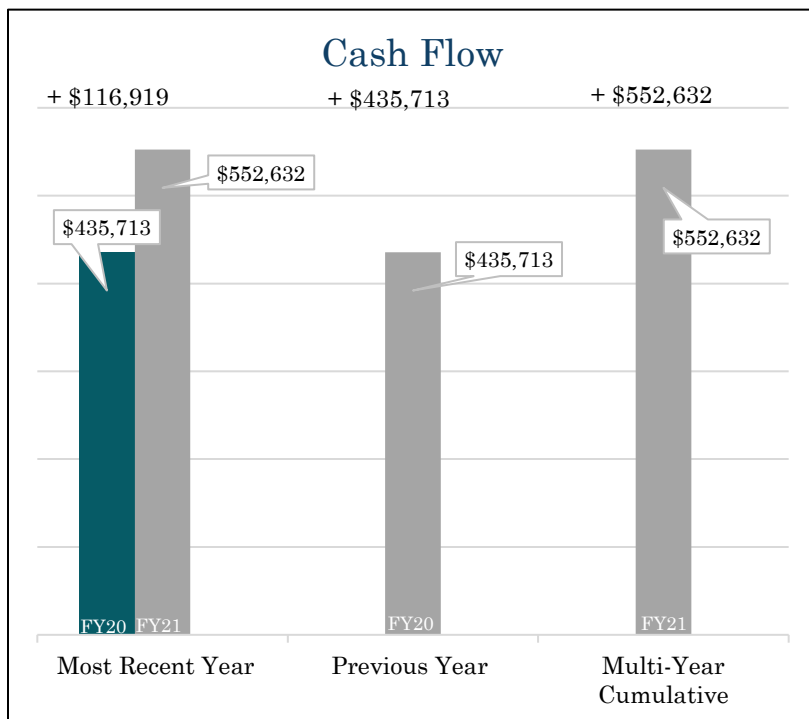 Cash Flow
+ $116,919
+ $435,713
+ $552,632
$552,632
$435,713
$435,713
$552,632
FY20
FY21
FY20
FY21
Most Recent Year
Previous Year
Multi-Year
Cumulative